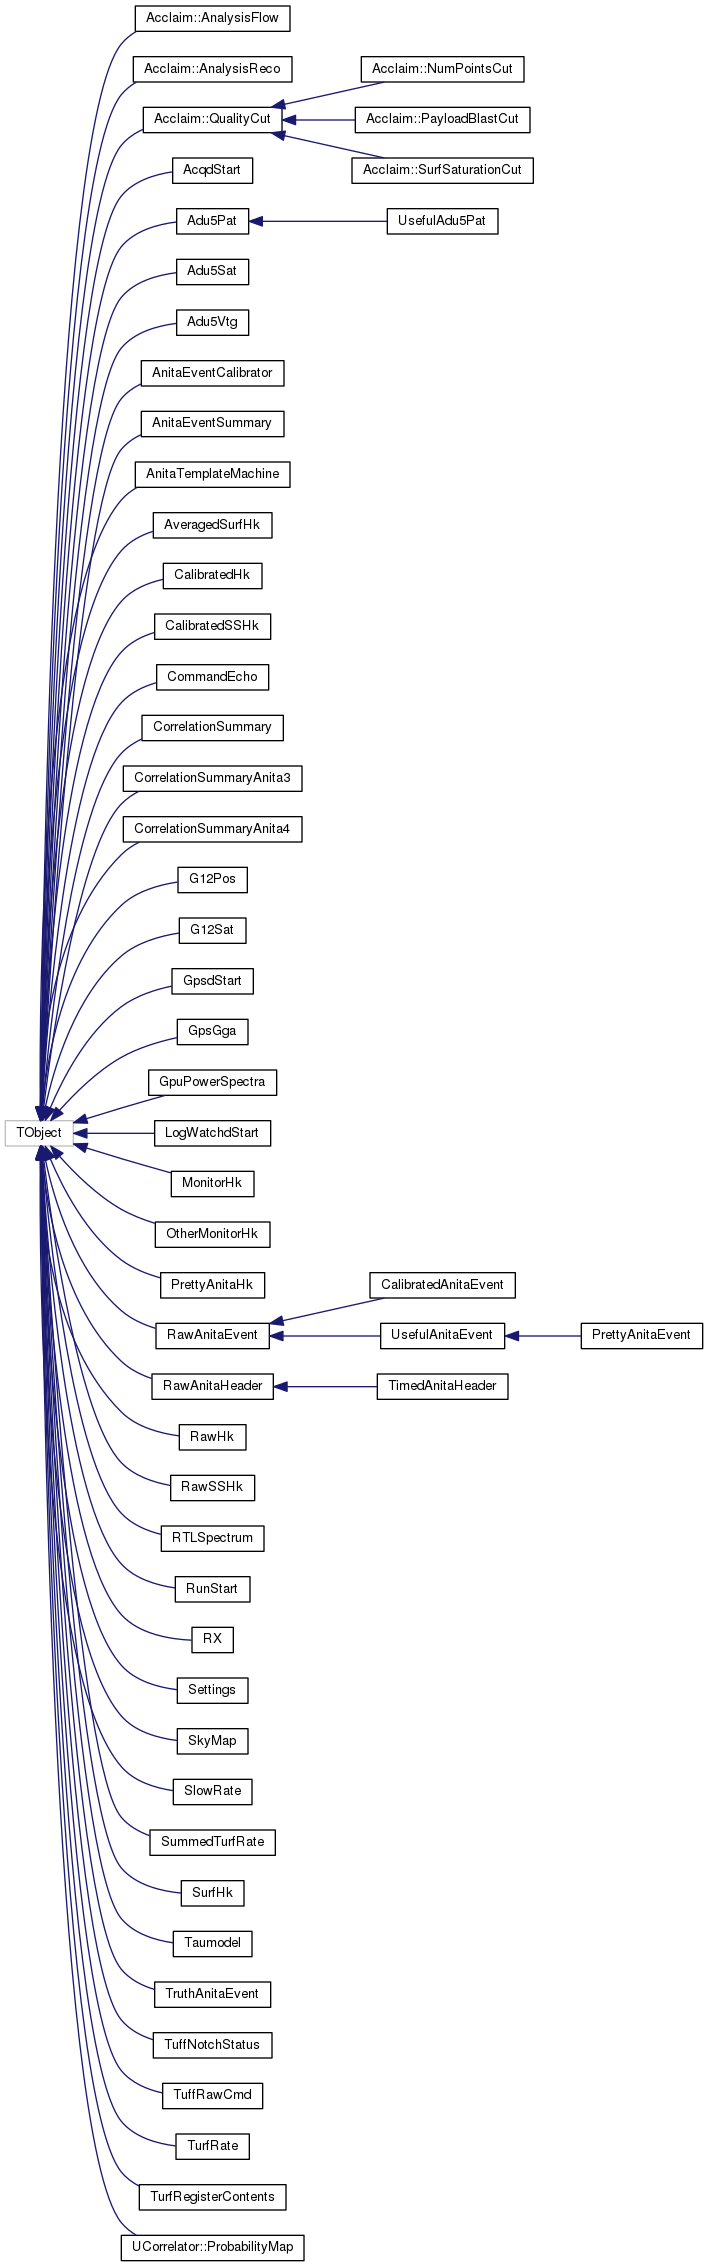 Acclaim::AnalysisFlow
Acclaim::AnalysisReco
Acclaim::NumPointsCut
Acclaim::QualityCut
Acclaim::PayloadBlastCut
Acclaim::SurfSaturationCut
AcqdStart
Adu5Pat
UsefulAdu5Pat
Adu5Sat
Adu5Vtg
AnitaEventCalibrator
AnitaEventSummary
AnitaTemplateMachine
AveragedSurfHk
CalibratedHk
CalibratedSSHk
CommandEcho
CorrelationSummary
CorrelationSummaryAnita3
CorrelationSummaryAnita4
G12Pos
G12Sat
GpsdStart
GpsGga
GpuPowerSpectra
TObject
LogWatchdStart
MonitorHk
OtherMonitorHk
PrettyAnitaHk
CalibratedAnitaEvent
RawAnitaEvent
UsefulAnitaEvent
PrettyAnitaEvent
RawAnitaHeader
TimedAnitaHeader
RawHk
RawSSHk
RTLSpectrum
RunStart
RX
Settings
SkyMap
SlowRate
SummedTurfRate
SurfHk
Taumodel
TruthAnitaEvent
TuffNotchStatus
TuffRawCmd
TurfRate
TurfRegisterContents
UCorrelator::ProbabilityMap